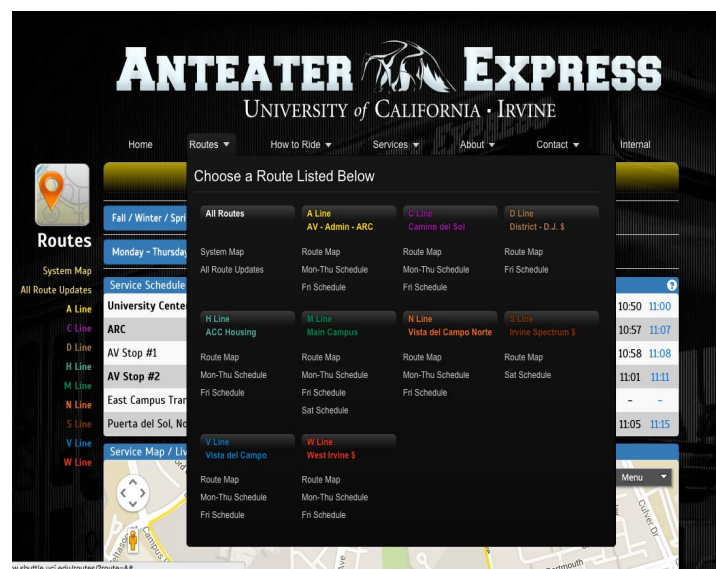 ANTEATER EXPRESS
UNIVERSITY of CALIFORNIA · IRVINE
Home Routes ▼ How to Ride ▼ Services ▼ About ▼ Contact ▼ Internal
Routes
System Map
All Route Updates
A Line
C Line
D Line
H Line
M Line
N Line
S Line
V Line
W Line
Fall / Winter / Spri
Monday - Thursday
Service Schedule
?
University Cente
10:50 11:00
ARC
10:57 11:07
AV Stop #1
10:58 11:08
AV Stop #2
11:01 11:11
East Campus Tran
- -
Puerta del Sol, No
11:05 11:15
Service Map / Liv
Menu ▼
Choose a Route Listed Below
All Routes
System Map
All Route Updates
A Line
AV - Admin - ARC
Route Map
Mon-Thu Schedule
Fri Schedule
C Line
Camino del Sol
Route Map
Mon-Thu Schedule
Fri Schedule
D Line
District - D.J. $
Route Map
Fri Schedule
H Line
ACC Housing
Route Map
Mon-Thu Schedule
Fri Schedule
M Line
Main Campus
Route Map
Mon-Thu Schedule
Fri Schedule
Sat Schedule
N Line
Vista del Campo Norte
Route Map
Mon-Thu Schedule
Fri Schedule
S Line
Irvine Spectrum $
Route Map
Sat Schedule
V Line
Vista del Campo
Route Map
Mon-Thu Schedule
Fri Schedule
W Line
West Irvine $
Route Map
Mon-Thu Schedule
Fri Schedule
Culver Dr
Campus
Ave